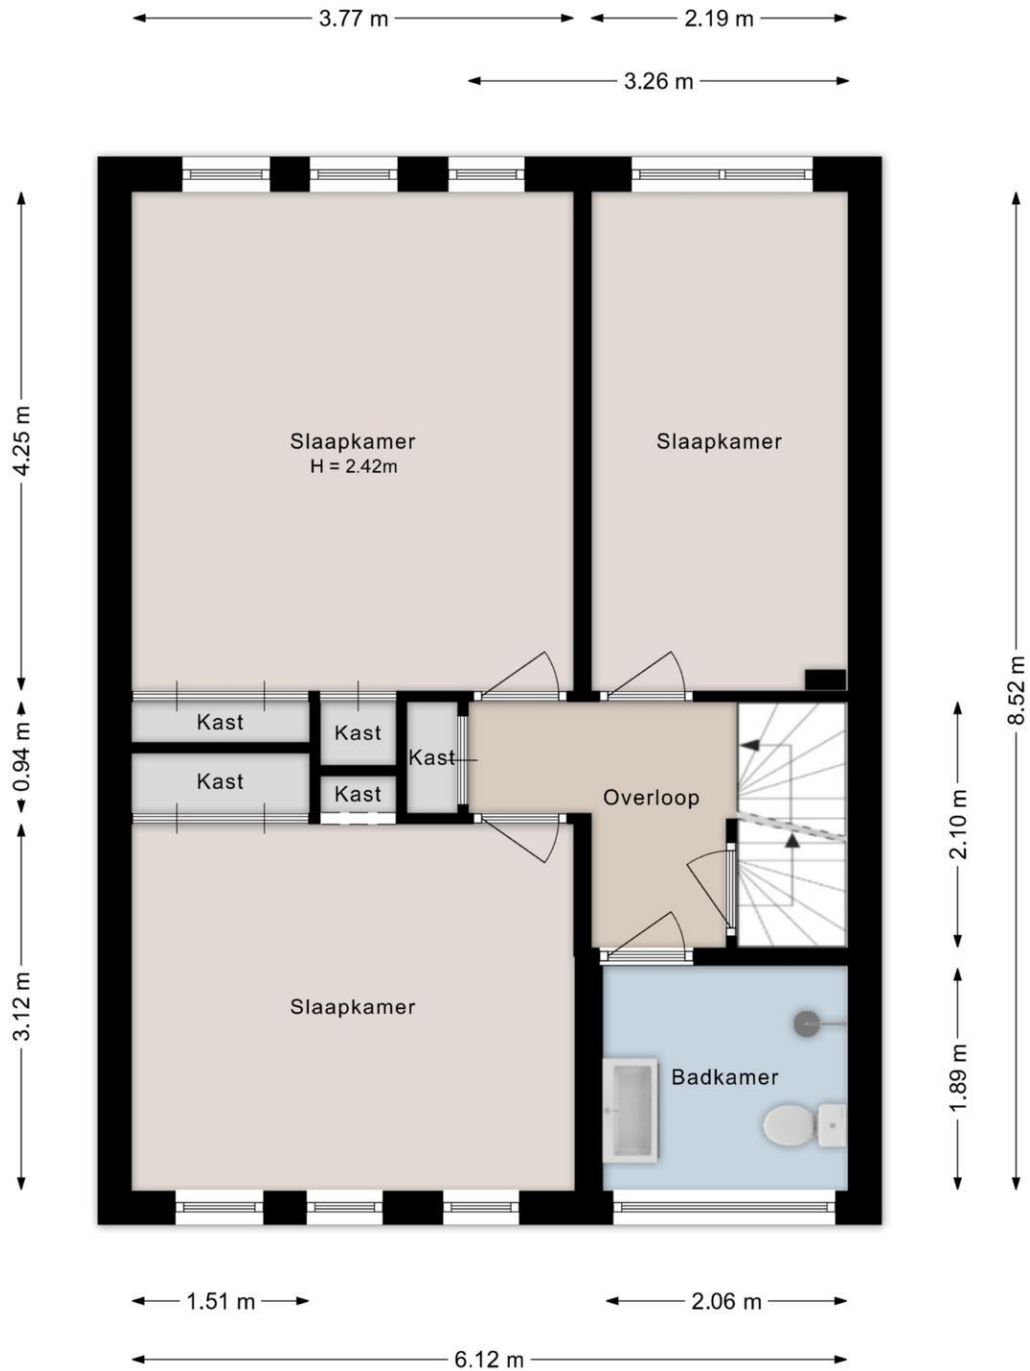 3.77 m
2.19 m
3.26 m
4.25 m
Slaapkamer
H = 2.42m
Slaapkamer
8.52 m
0.94 m
Kast
Kast
Kast
Kast
Kast
Overloop
2.10 m
3.12 m
Slaapkamer
Badkamer
1.89 m
1.51 m
2.06 m
6.12 m